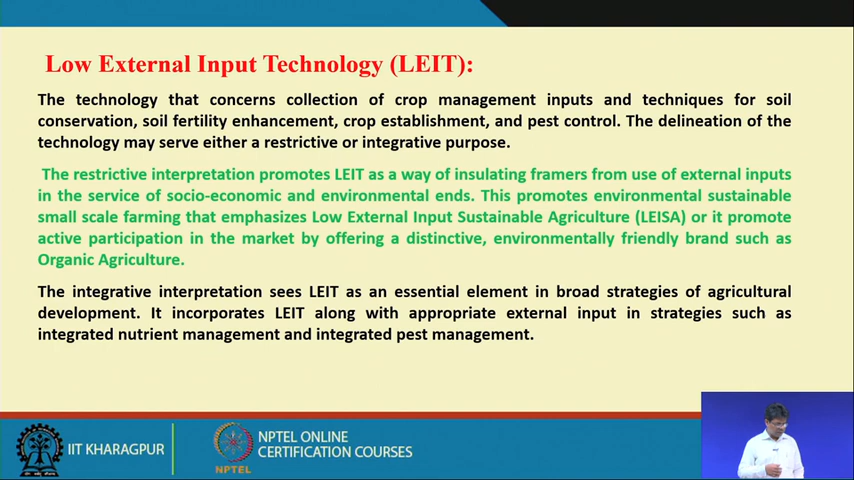 Low External Input Technology (LEIT):
The technology that concerns collection of crop management inputs and techniques for soil
conservation, soil fertility enhancement, crop establishment, and pest control. The delineation of the
technology may serve either a restrictive or integrative purpose.
The restrictive interpretation promotes LEIT as a way of insulating framers from use of external inputs
in the service of socio-economic and environmental ends. This promotes environmental sustainable
small scale farming that emphasizes Low External Input Sustainable Agriculture (LEISA) or it promote
active participation in the market by offering a distinctive, environmentally friendly brand such as
Organic Agriculture.
The integrative interpretation sees LEIT as an essential element in broad strategies of agricultural
development. It incorporates LEIT along with appropriate external input in strategies such as
integrated nutrient management and integrated pest management.
IIT KHARAGPUR
NPTEL
NPTEL ONLINE
CERTIFICATION COURSES